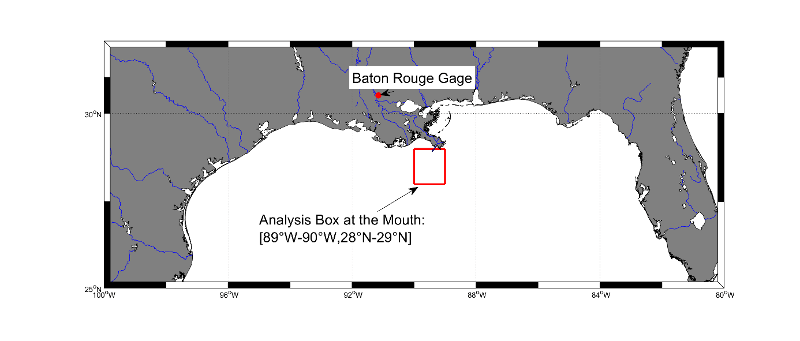 Baton Rouge Gage
30°N
Analysis Box at the Mouth:
[89°W-90°W,28°N-29°N]
25°N
100°W 96°W 92°W 88°W 84°W 80°W